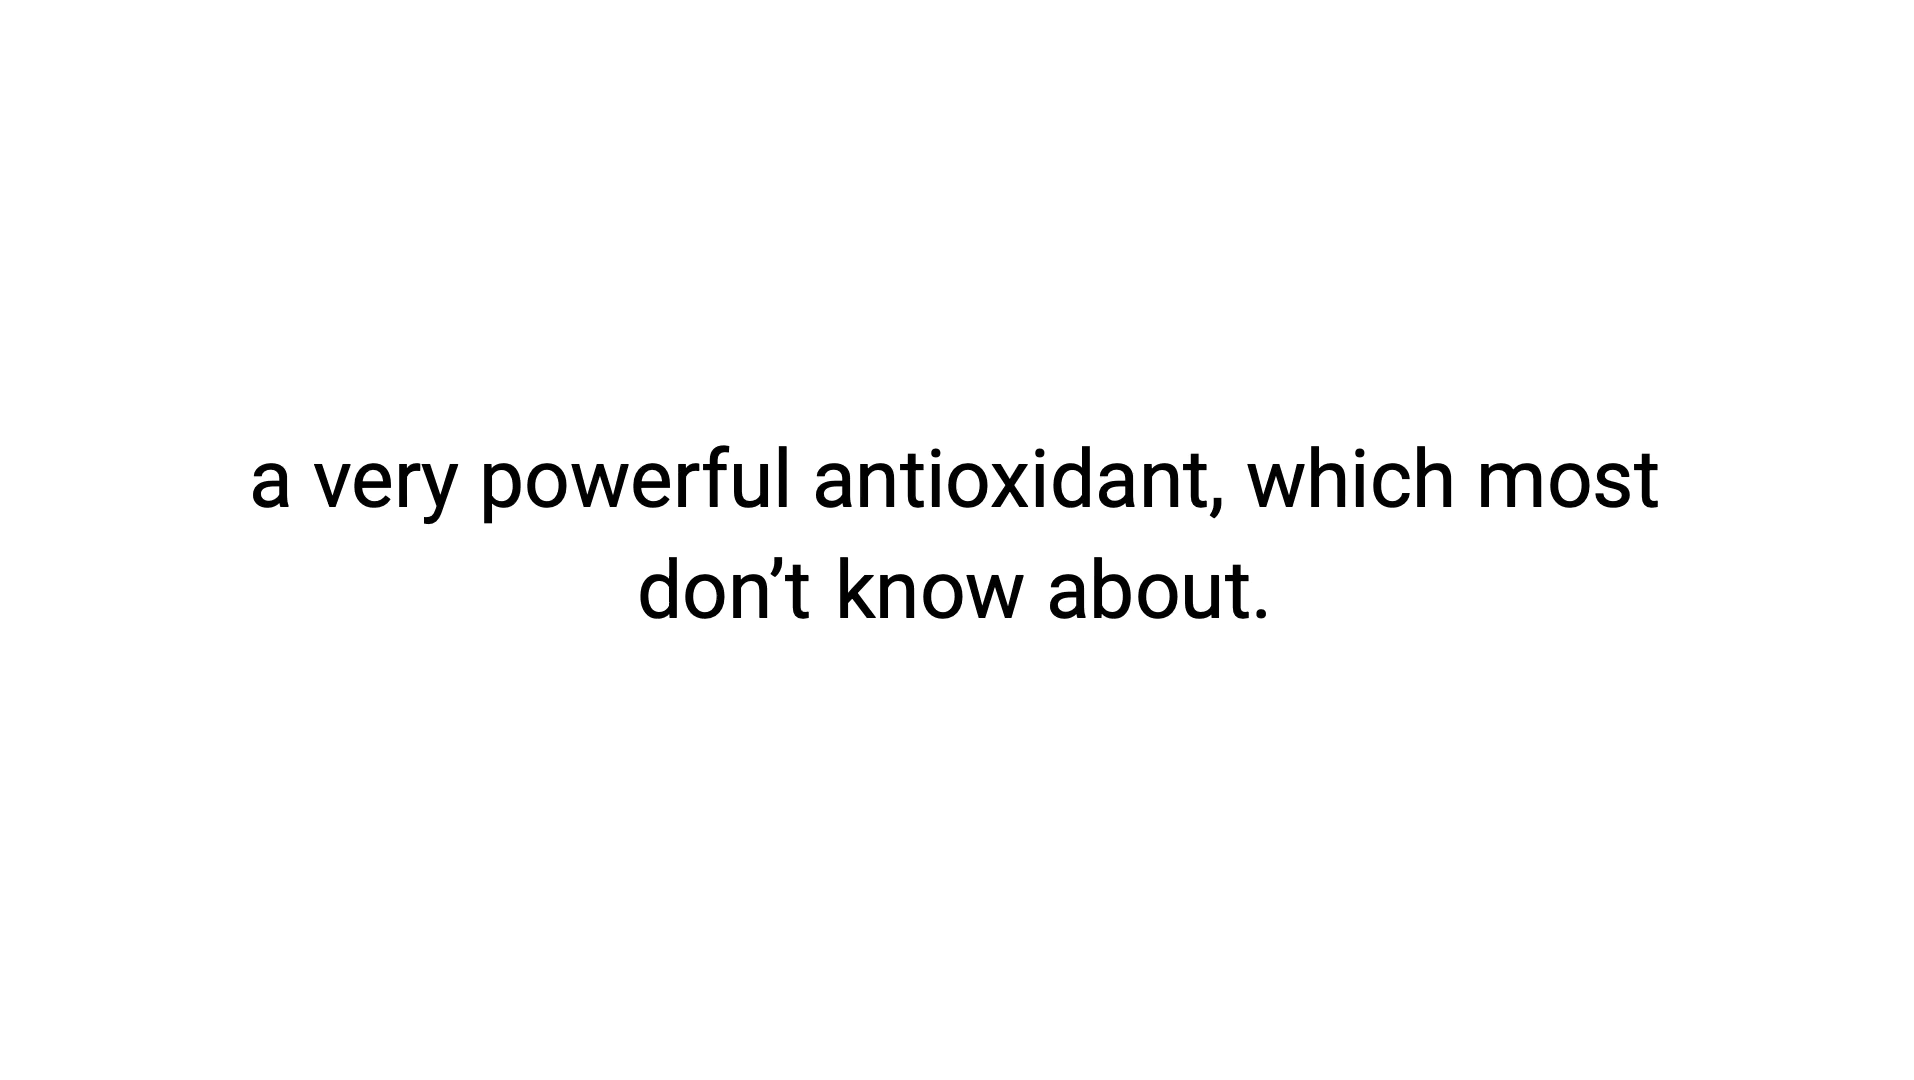 a very powerful antioxidant, which most
don’t know about.